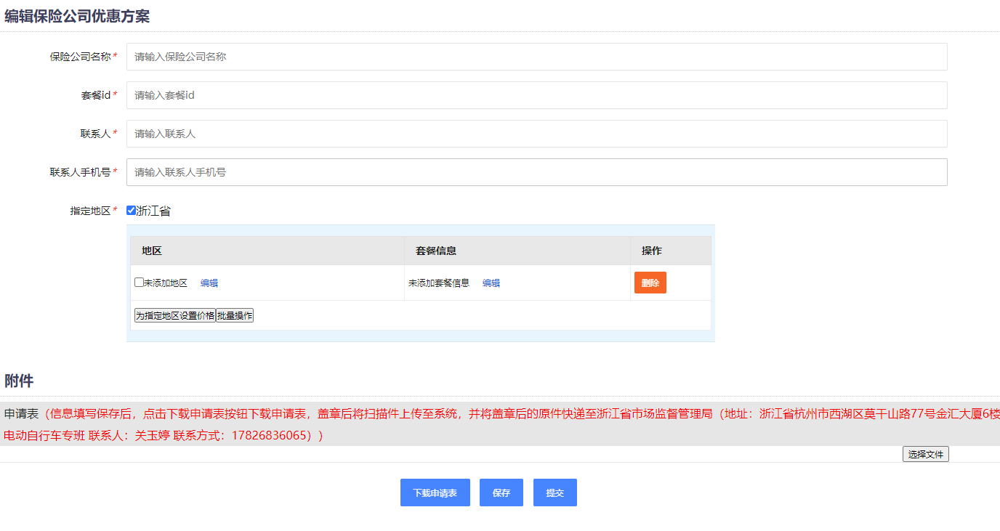 编辑保险公司优惠方案
保险公司名称* 请输入保险公司名称
套餐id* 请输入套餐id
联系人* 请输入联系人
联系人手机号* 请输入联系人手机号
指定地区* 浙江省
地区 套餐信息 操作
未添加地区 编辑 未添加套餐信息 编辑 删除
为指定地区设置价格 批量操作
附件
申请表（信息填写保存后，点击下载申请表按钮下载申请表，盖章后将扫描件上传至系统，并将盖章后的原件快递至浙江省市场监督管理局（地址：浙江省杭州市西湖区莫干山路77号金汇大厦6楼
电动自行车专班 联系人：关玉婷 联系方式：17826836065））
选择文件
下载申请表 保存 提交